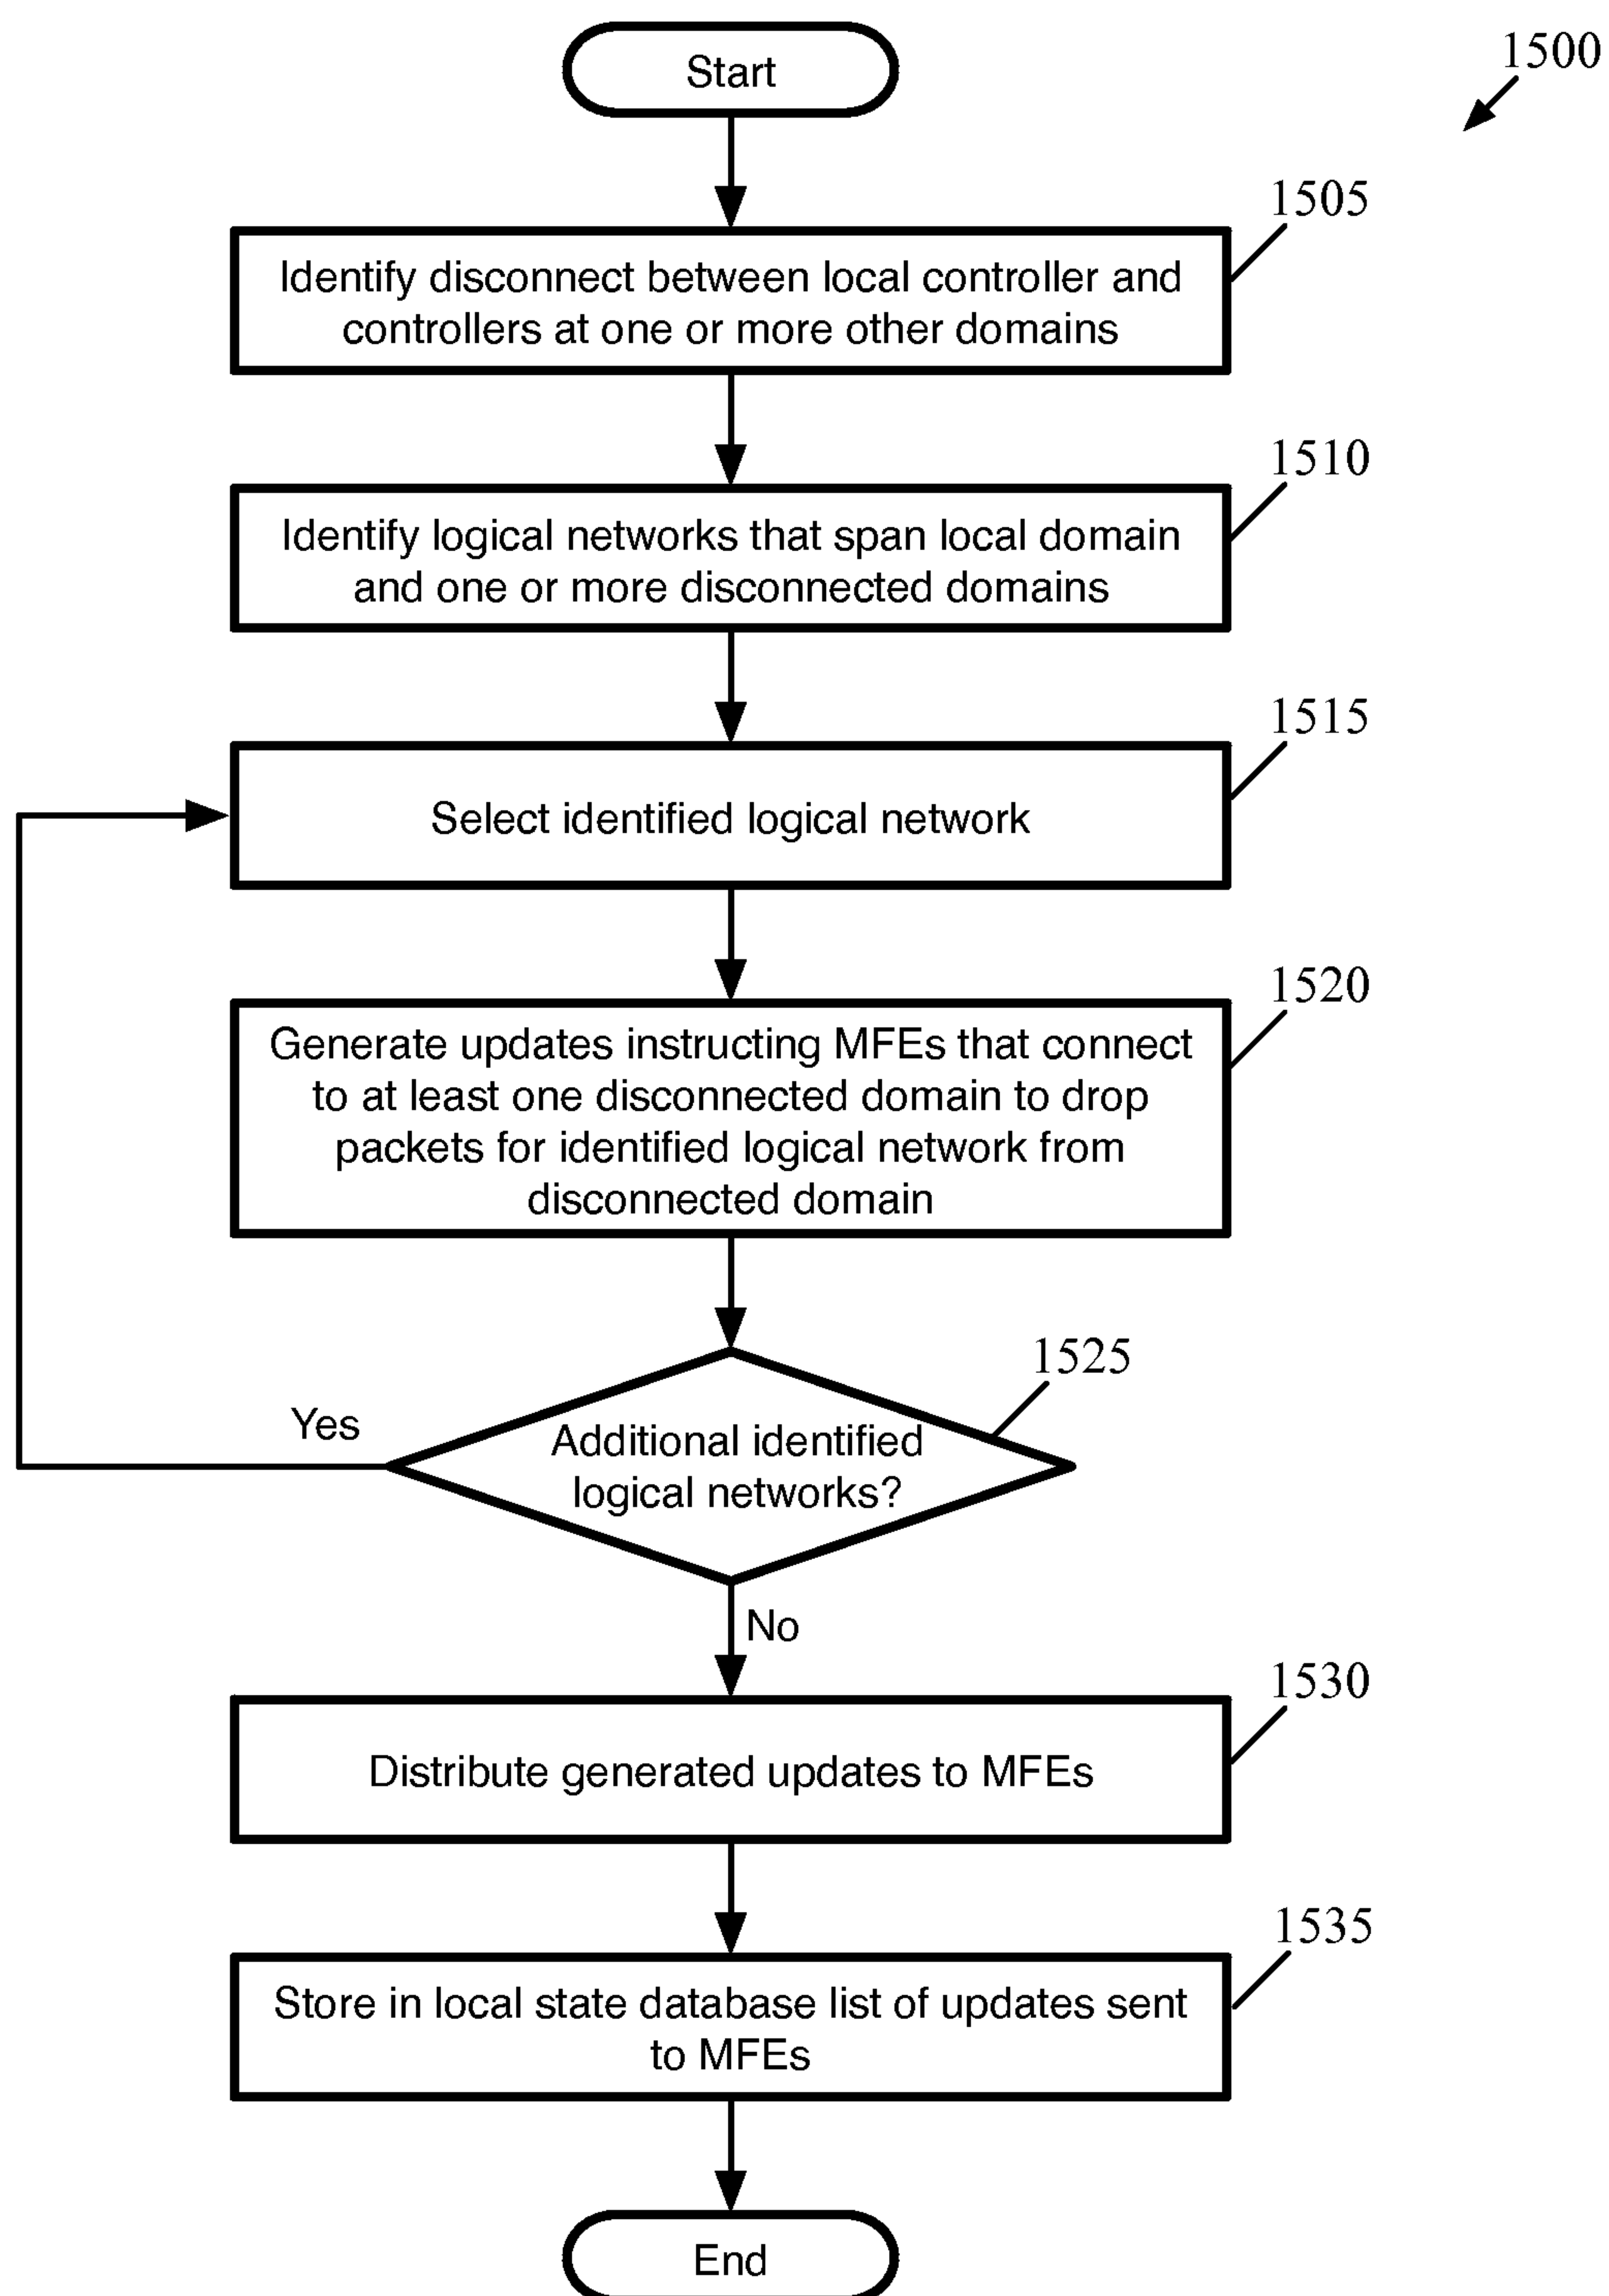 Start
1500
1505
Identify disconnect between local controller and
controllers at one or more other domains
1510
Identify logical networks that span local domain
and one or more disconnected domains
1515
Select identified logical network
1520
Generate updates instructing MFEs that connect
to at least one disconnected domain to drop
packets for identified logical network from
disconnected domain
1525
Yes
Additional identified
logical networks?
No
1530
Distribute generated updates to MFEs
1535
Store in local state database list of updates sent
to MFEs
End